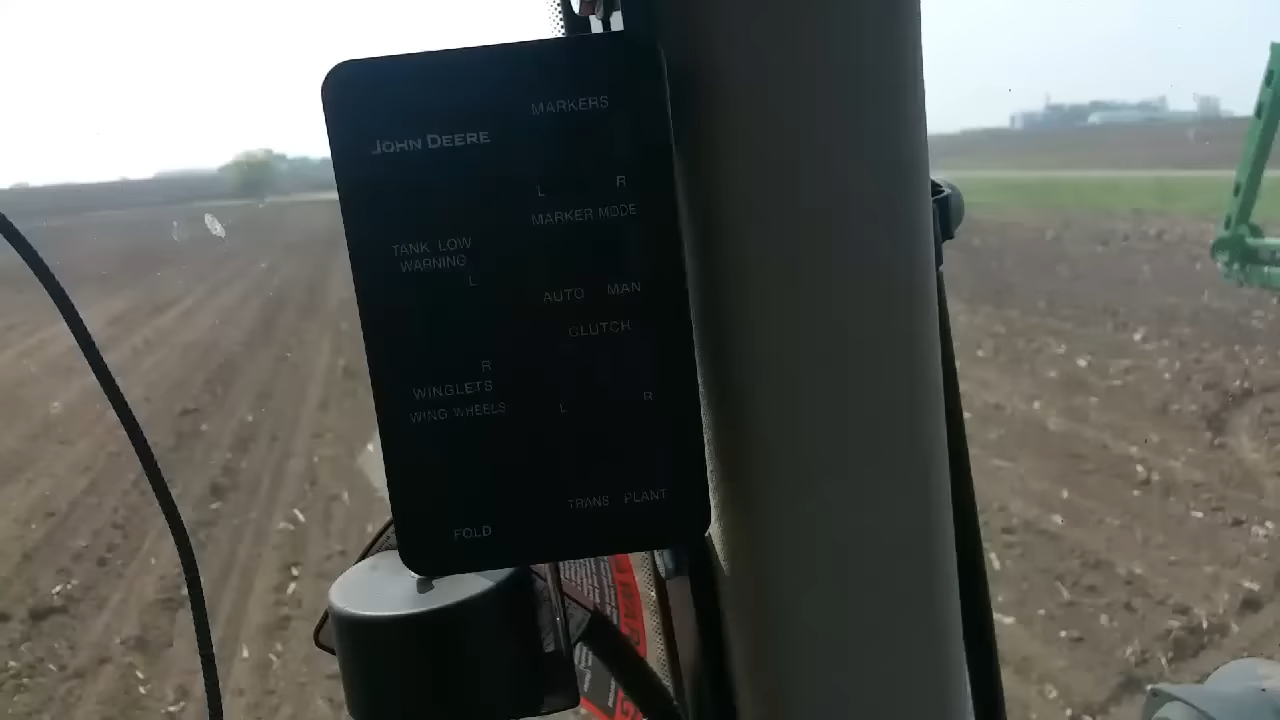 MARKERS
JOHN DEERE
L R
MARKER MODE
TANK LOW
WARNING
L
AUTO MAN
CLUTCH
R
WINGLETS
WING WHEELS
L R
TRANS PLANT
FOLD